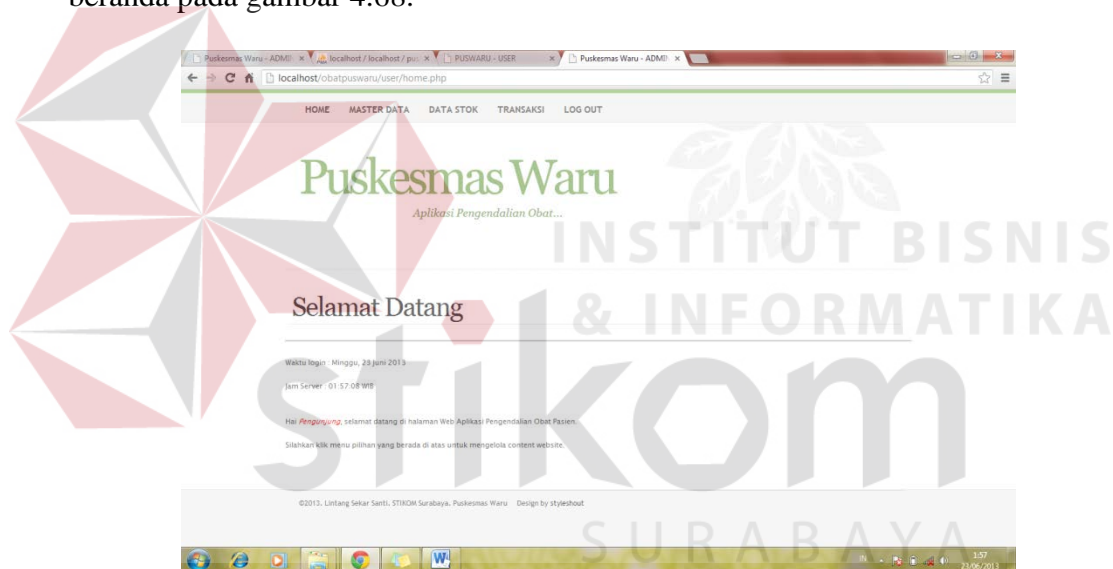 beranda pada gambar 4.68.
Puskesmas Waru - ADMIN localhost / localhost / pus PUSWARU - USER Puskesmas Waru - ADMIN
localhost/obatpuswaru/user/home.php
HOME MASTER DATA DATA STOK TRANSAKSI LOG OUT
Puskesmas Waru
Aplikasi Pengendalian Obat...
INSTITUT BISNIS
& INFORMATIKA
Selamat Datang
stikom
Waktu login : Minggu, 23 Juni 2013
Jam Server : 01:57:08 WIB
Hai Pengunjung, selamat datang di halaman Web Aplikasi Pengendalian Obat Pasien.
Silahkan klik menu pilihan yang berada di atas untuk mengelola content website.
©2013. Lintang Sekar Santi. STIKOM Surabaya. Puskesmas Waru Design by styleshout
SURABAYA
IN 1:57
23/06/2013